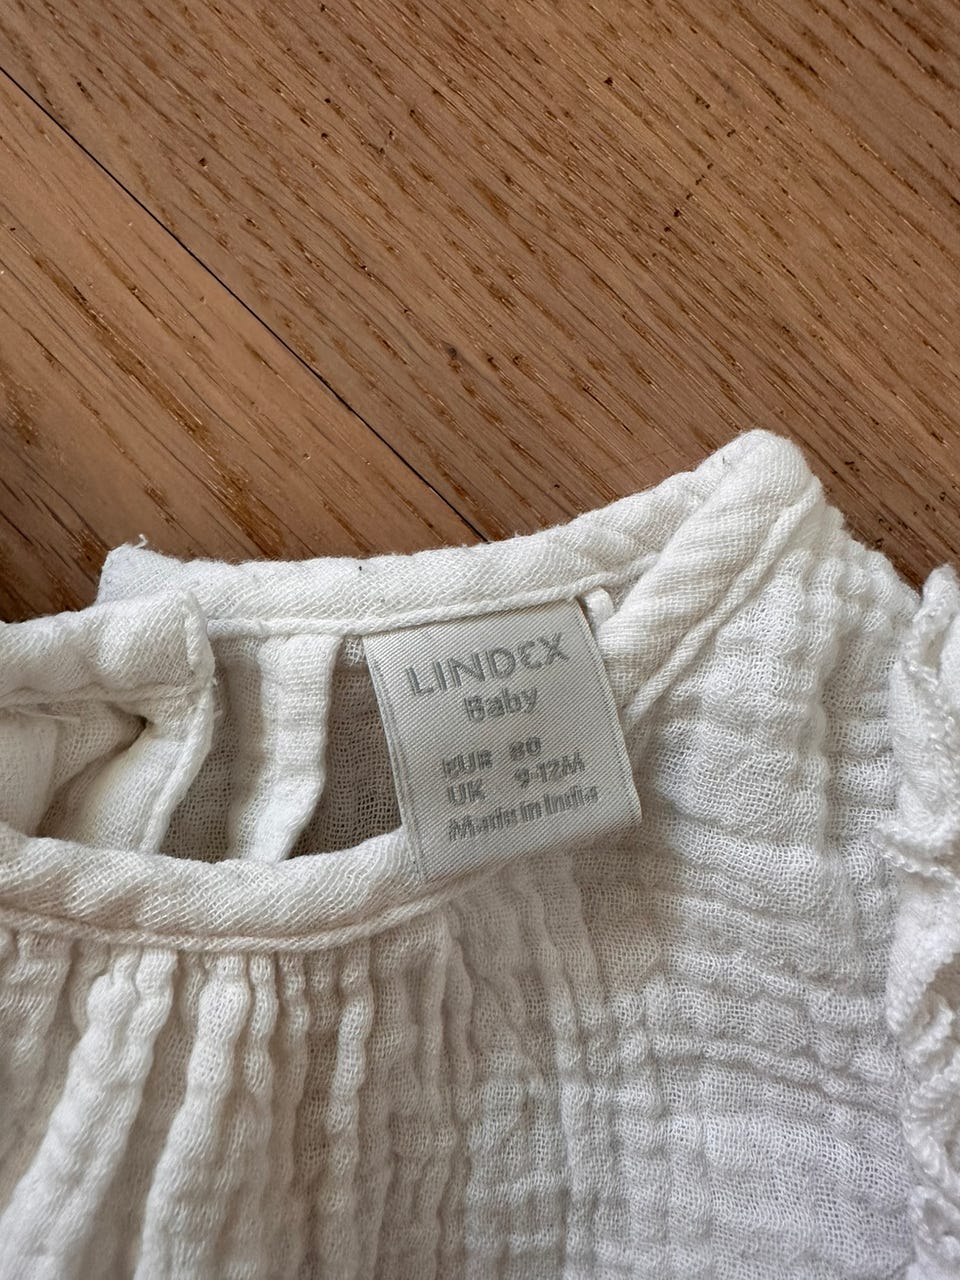 LINDEX
Baby
EUR 80
UK 9-12M
Made in India